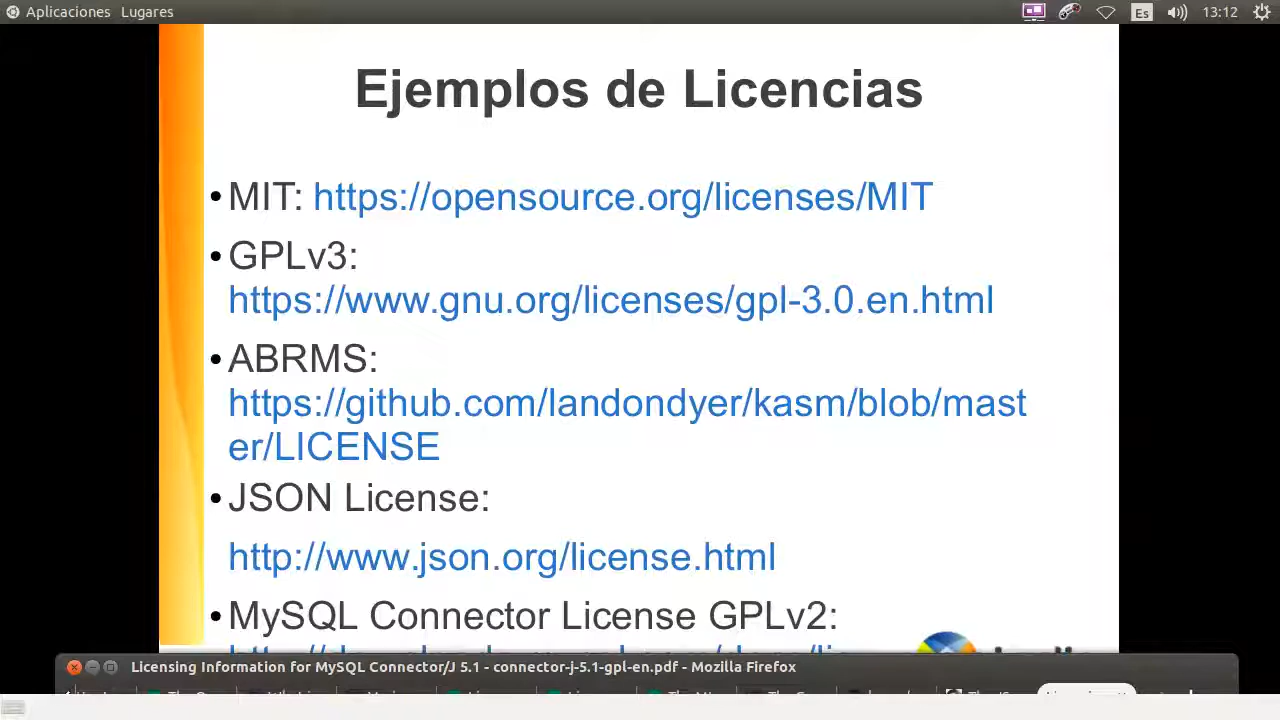 Aplicaciones Lugares
Es
13:12
Ejemplos de Licencias
•MIT: https://opensource.org/licenses/MIT
•GPLv3:
https://www.gnu.org/licenses/gpl-3.0.en.html
•ABRMS:
https://github.com/landondyer/kasm/blob/mast
er/LICENSE
•JSON License:
http://www.json.org/license.html
•MySQL Connector License GPLv2:
Licensing Information for MySQL Connector/J 5.1 - connector-j-5.1-gpl-en.pdf - Mozilla Firefox